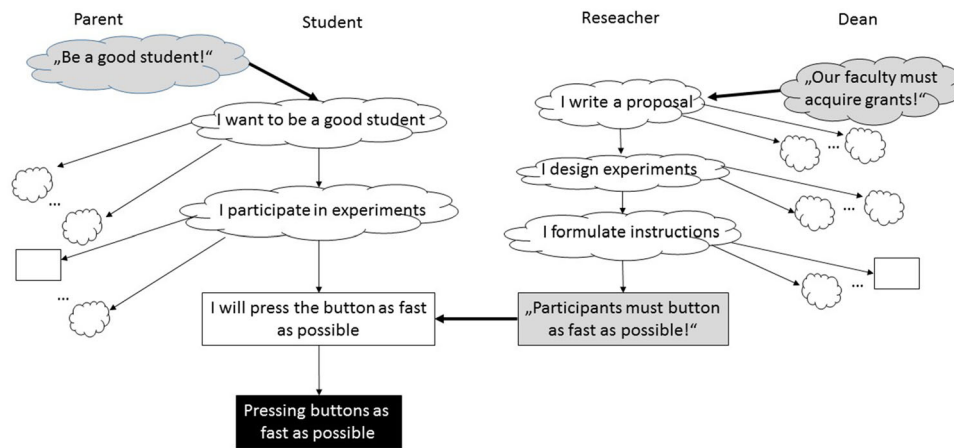 Parent
Student
Reseacher
Dean
„Be a good student!“
„Our faculty must
acquire grants!“
I write a proposal
I want to be a good student
...
...
I design experiments
...
I participate in experiments
...
I formulate instructions
...
...
I will press the button as fast
as possible
„Participants must button
as fast as possible!“
Pressing buttons as
fast as possible